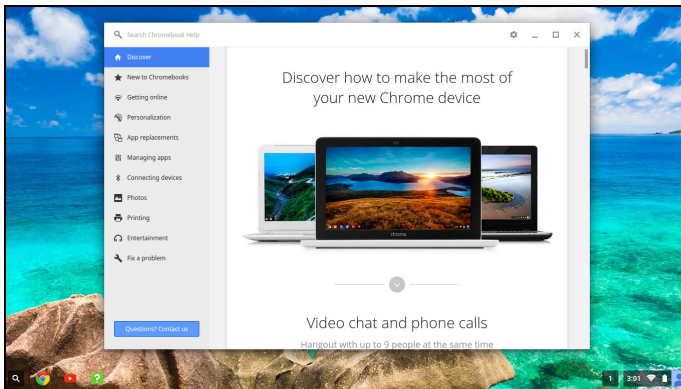 Search Chromebook Help
Discover
New to Chromebooks
Getting online
Personalization
App replacements
Managing apps
Connecting devices
Photos
Printing
Entertainment
Fix a problem
Questions? Contact us
Discover how to make the most of
your new Chrome device
chrome
Video chat and phone calls
Hangout with up to 9 people at the same time
1
3:01